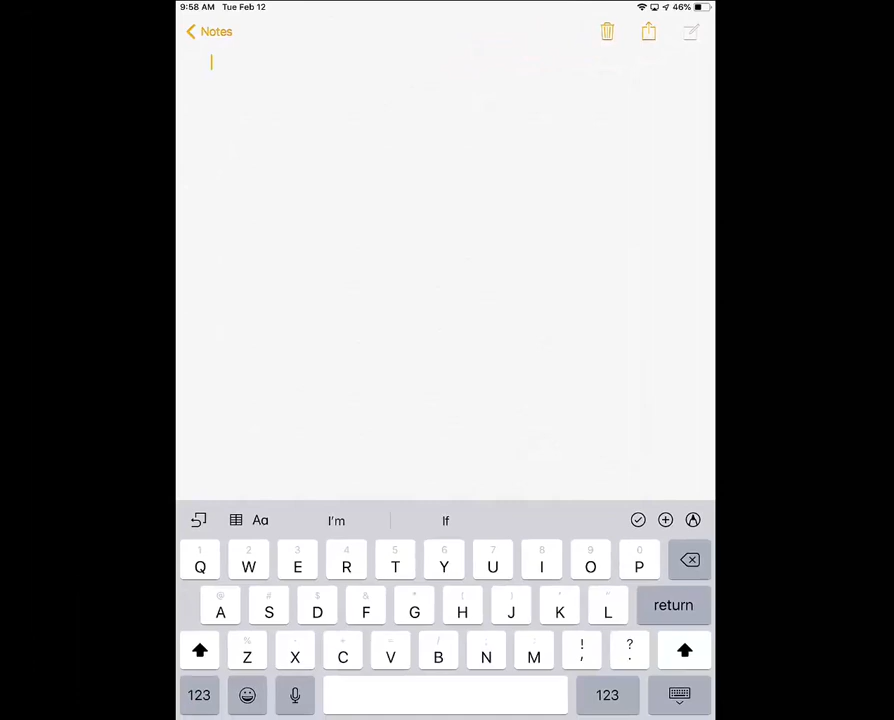 9:58 AM Tue Feb 12 46%
Notes
Aa I'm If
1 2 3 4 5 6 7 8 9 0
Q W E R T Y U I O P
@ # $ & * ( ) ' "
A S D F G H J K L return
% - + = / ; : ! ?
Z X C V B N M , .
123 123